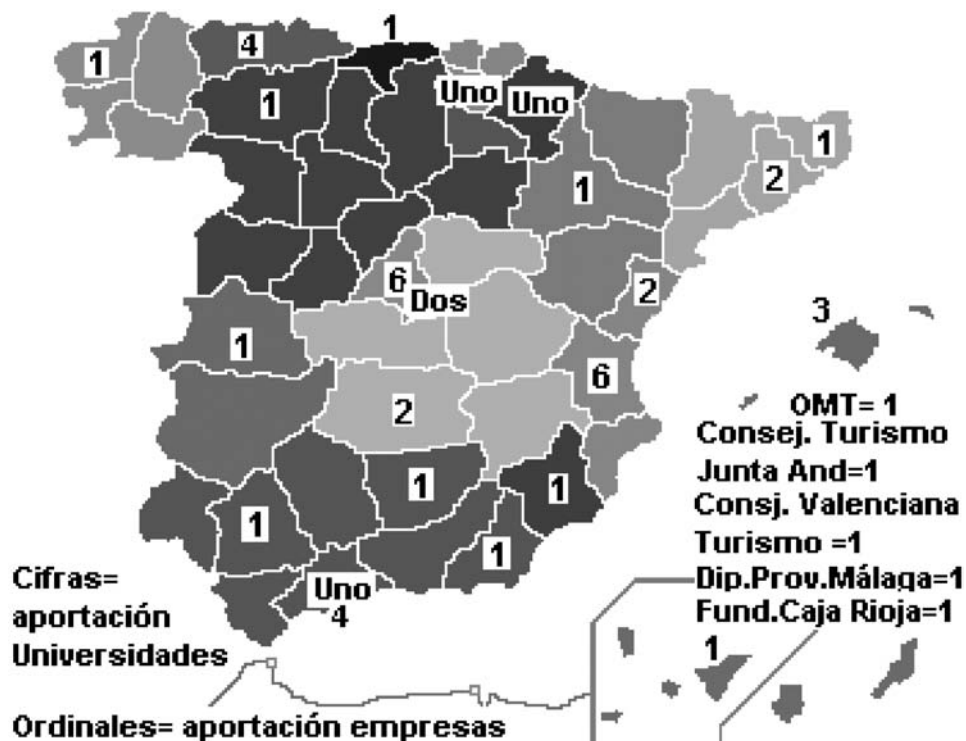 1
4
1
1
Uno
Uno
1
1
2
6
Dos
2
3
1
6
2
OMT= 1
Consej. Turismo
Junta And=1
Consj. Valenciana
Turismo =1
Dip.Prov.Málaga=1
Fund.Caja Rioja=1
1
1
1
1
Uno
4
1
Cifras=
aportación
Universidades
Ordinales= aportación empresas